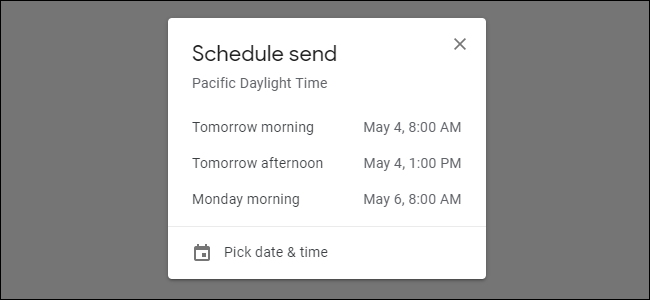 Schedule send
Pacific Daylight Time
Tomorrow morning May 4, 8:00 AM
Tomorrow afternoon May 4, 1:00 PM
Monday morning May 6, 8:00 AM
Pick date & time